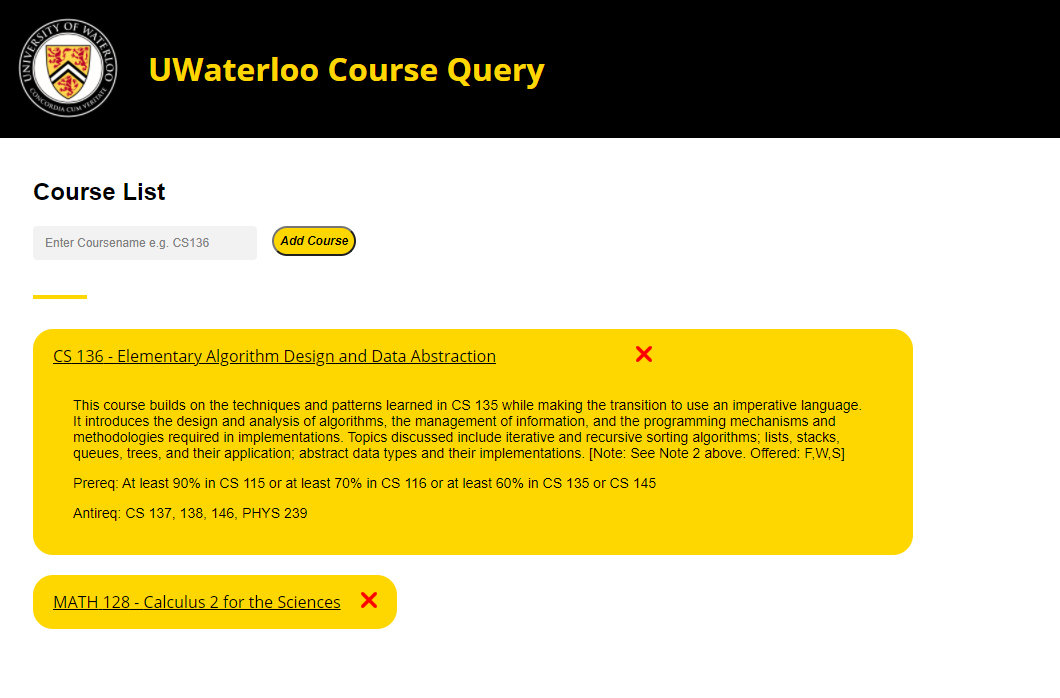 UNIVERSITY OF WATERLOO
CONCORDIA CUM VERITATE
UWaterloo Course Query
Course List
Enter Coursename e.g. CS136
Add Course
CS 136 - Elementary Algorithm Design and Data Abstraction
This course builds on the techniques and patterns learned in CS 135 while making the transition to use an imperative language.
It introduces the design and analysis of algorithms, the management of information, and the programming mechanisms and
methodologies required in implementations. Topics discussed include iterative and recursive sorting algorithms; lists, stacks,
queues, trees, and their application; abstract data types and their implementations. [Note: See Note 2 above. Offered: F,W,S]
Prereq: At least 90% in CS 115 or at least 70% in CS 116 or at least 60% in CS 135 or CS 145
Antireq: CS 137, 138, 146, PHYS 239
MATH 128 - Calculus 2 for the Sciences